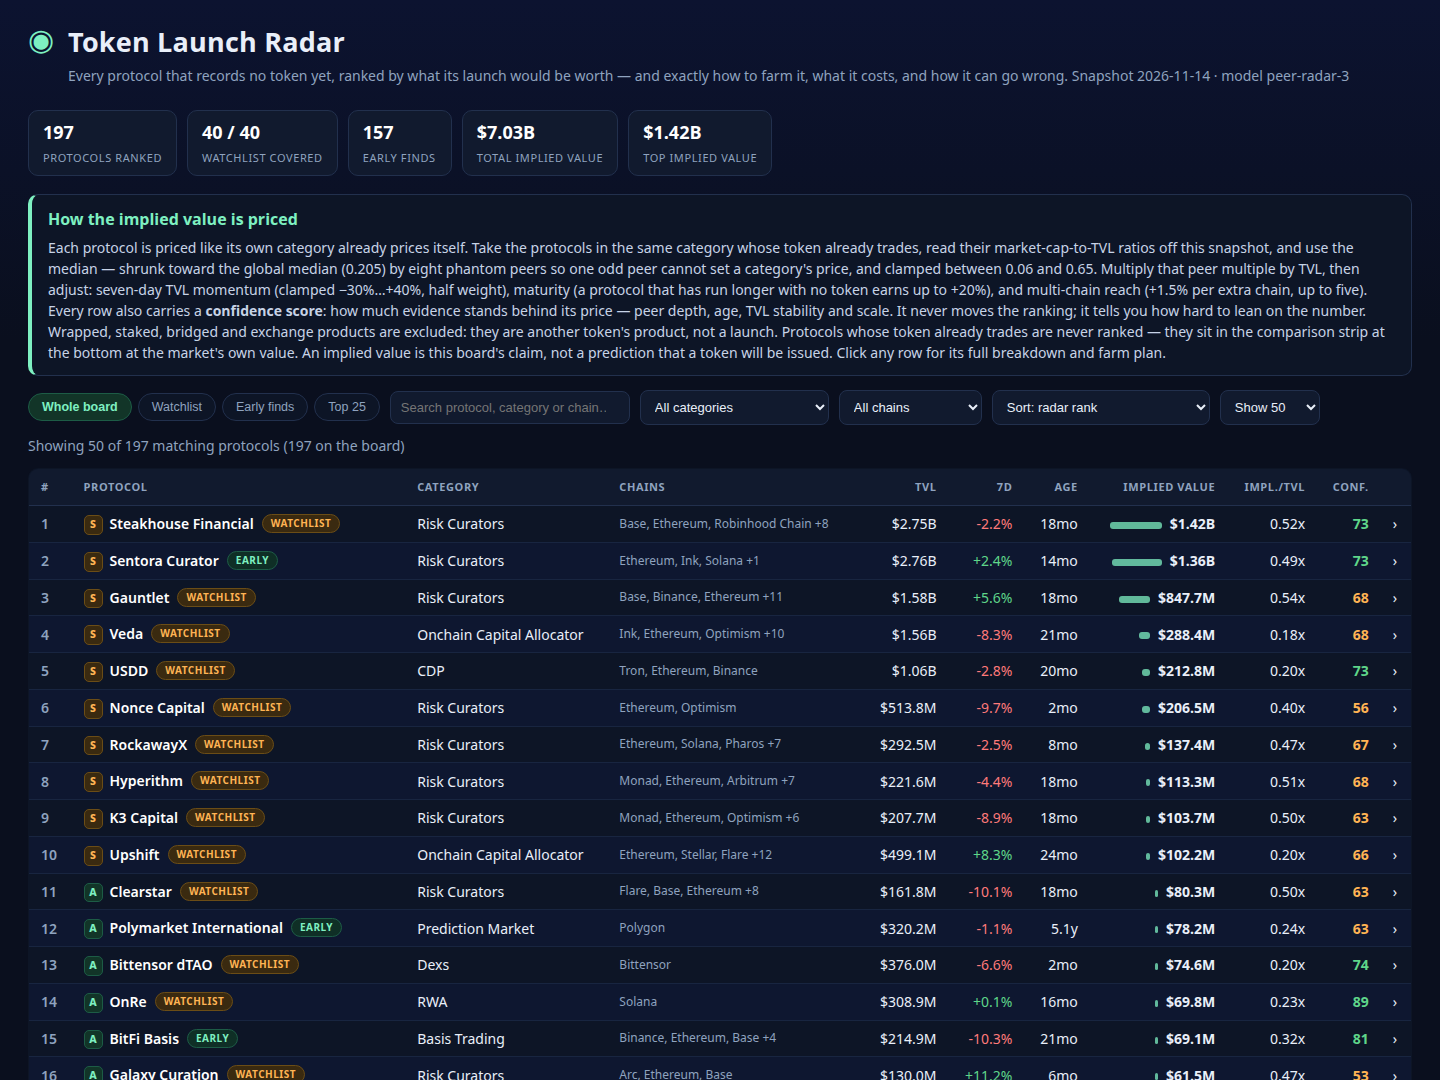 Token Launch Radar
Every protocol that records no token yet, ranked by what its launch would be worth — and exactly how to farm it, what it costs, and how it can go wrong. Snapshot 2026-11-14 · model peer-radar-3
197
PROTOCOLS RANKED
40 / 40
WATCHLIST COVERED
157
EARLY FINDS
$7.03B
TOTAL IMPLIED VALUE
$1.42B
TOP IMPLIED VALUE
How the implied value is priced
Each protocol is priced like its own category already prices itself. Take the protocols in the same category whose token already trades, read their market-cap-to-TVL ratios off this snapshot, and use the
median — shrunk toward the global median (0.205) by eight phantom peers so one odd peer cannot set a category's price, and clamped between 0.06 and 0.65. Multiply that peer multiple by TVL, then
adjust: seven-day TVL momentum (clamped −30%…+40%, half weight), maturity (a protocol that has run longer with no token earns up to +20%), and multi-chain reach (+1.5% per extra chain, up to five).
Every row also carries a confidence score: how much evidence stands behind its price — peer depth, age, TVL stability and scale. It never moves the ranking; it tells you how hard to lean on the number.
Wrapped, staked, bridged and exchange products are excluded: they are another token's product, not a launch. Protocols whose token already trades are never ranked — they sit in the comparison strip at
the bottom at the market's own value. An implied value is this board's claim, not a prediction that a token will be issued. Click any row for its full breakdown and farm plan.
Whole board Watchlist Early finds Top 25 Search protocol, category or chain.. All categories All chains Sort: radar rank Show 50
Showing 50 of 197 matching protocols (197 on the board)
# PROTOCOL CATEGORY CHAINS TVL 7D AGE IMPLIED VALUE IMPL./TVL CONF.
1 S Steakhouse Financial WATCHLIST Risk Curators Base, Ethereum, Robinhood Chain +8 $2.75B -2.2% 18mo $1.42B 0.52x 73 ›
2 S Sentora Curator EARLY Risk Curators Ethereum, Ink, Solana +1 $2.76B +2.4% 14mo $1.36B 0.49x 73 ›
3 S Gauntlet WATCHLIST Risk Curators Base, Binance, Ethereum +11 $1.58B +5.6% 18mo $847.7M 0.54x 68 ›
4 S Veda WATCHLIST Onchain Capital Allocator Ink, Ethereum, Optimism +10 $1.56B -8.3% 21mo $288.4M 0.18x 68 ›
5 S USDD WATCHLIST CDP Tron, Ethereum, Binance $1.06B -2.8% 20mo $212.8M 0.20x 73 ›
6 S Nonce Capital WATCHLIST Risk Curators Ethereum, Optimism $513.8M -9.7% 2mo $206.5M 0.40x 56 ›
7 S RockawayX WATCHLIST Risk Curators Ethereum, Solana, Pharos +7 $292.5M -2.5% 8mo $137.4M 0.47x 67 ›
8 S Hyperithm WATCHLIST Risk Curators Monad, Ethereum, Arbitrum +7 $221.6M -4.4% 18mo $113.3M 0.51x 68 ›
9 S K3 Capital WATCHLIST Risk Curators Monad, Ethereum, Optimism +6 $207.7M -8.9% 18mo $103.7M 0.50x 63 ›
10 S Upshift WATCHLIST Onchain Capital Allocator Ethereum, Stellar, Flare +12 $499.1M +8.3% 24mo $102.2M 0.20x 66 ›
11 A Clearstar WATCHLIST Risk Curators Flare, Base, Ethereum +8 $161.8M -10.1% 18mo $80.3M 0.50x 63 ›
12 A Polymarket International EARLY Prediction Market Polygon $320.2M -1.1% 5.1y $78.2M 0.24x 63 ›
13 A Bittensor dTAO WATCHLIST Dexs Bittensor $376.0M -6.6% 2mo $74.6M 0.20x 74 ›
14 A OnRe WATCHLIST RWA Solana $308.9M +0.1% 16mo $69.8M 0.23x 89 ›
15 A BitFi Basis EARLY Basis Trading Binance, Ethereum, Base +4 $214.9M -10.3% 21mo $69.1M 0.32x 81 ›
16 A Galaxy Curation WATCHLIST Risk Curators Arc, Ethereum, Base $130.0M +11.2% 6mo $61.5M 0.47x 53 ›